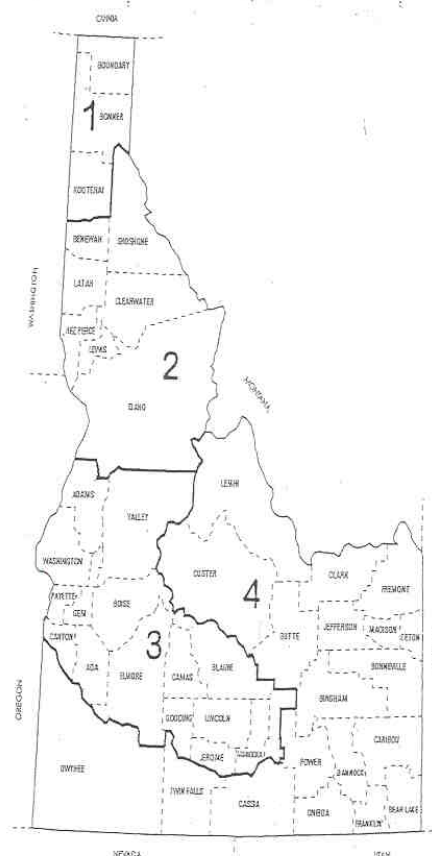 CANADA
BOUNDARY
1
BONNER
KOOTENAI
BENEWAH
SHOSHONE
LATAH
CLEARWATER
WASHINGTON
NEZ PERCE
LEWIS
2
IDAHO
MONTANA
LEMHI
ADAMS
VALLEY
WASHINGTON
CUSTER
CLARK
FREMONT
PAYETTE
GEM
BOISE
4
BUTTE
JEFFERSON
MADISON
TETON
CANYON
3
ADA
ELMORE
CAMAS
BLAINE
BONNEVILLE
BINGHAM
OREGON
GOODING
LINCOLN
CARIBOU
JEROME
MINIDOKA
POWER
BANNOCK
OWYHEE
TWIN FALLS
CASSIA
ONEIDA
FRANKLIN
BEAR LAKE
NEVADA
UTAH